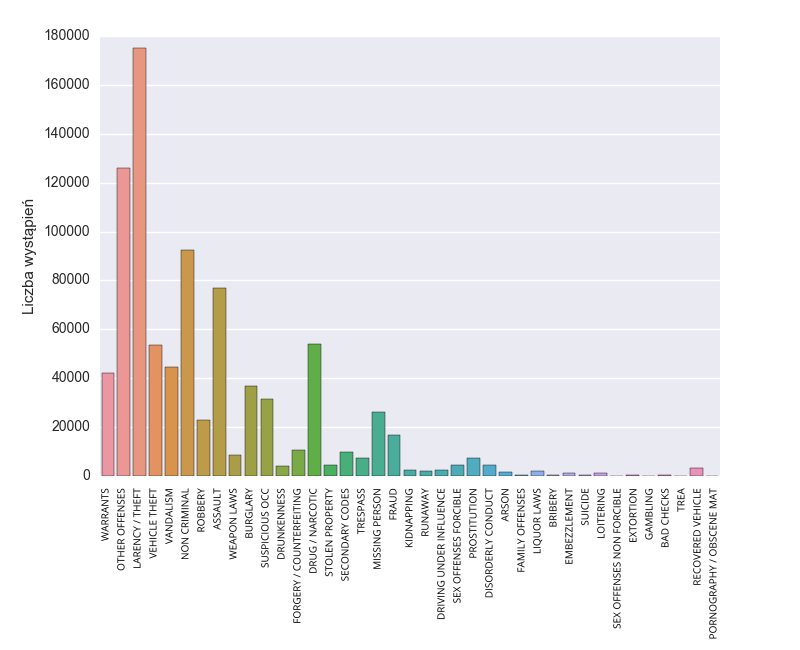 180000
160000
140000
120000
100000
80000
60000
40000
20000
0
Liczba wystąpień
WARRANTS
OTHER OFFENSES
LARENCY / THEFT
VEHICLE THEFT
VANDALISM
NON CRIMINAL
ROBBERY
ASSAULT
WEAPON LAWS
BURGLARY
SUSPICIOUS OCC
DRUNKENNESS
FORGERY / COUNTERFEITING
DRUG / NARCOTIC
STOLEN PROPERTY
SECONDARY CODES
TRESPASS
MISSING PERSON
FRAUD
KIDNAPPING
RUNAWAY
DRIVING UNDER INFLUENCE
SEX OFFENSES FORCIBLE
PROSTITUTION
DISORDERLY CONDUCT
ARSON
FAMILY OFFENSES
LIQUOR LAWS
BRIBERY
EMBEZZLEMENT
SUICIDE
LOITERING
SEX OFFENSES NON FORCIBLE
EXTORTION
GAMBLING
BAD CHECKS
TREA
RECOVERED VEHICLE
PORNOGRAPHY / OBSCENE MAT